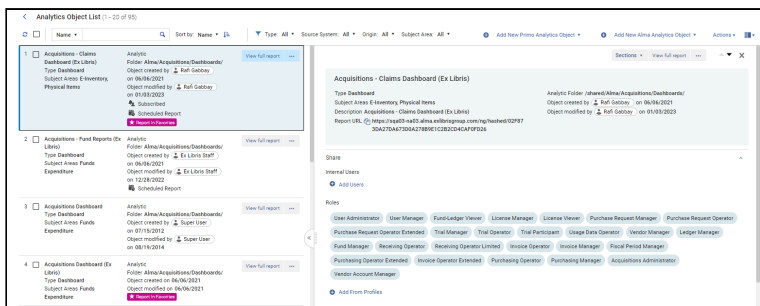 Analytics Object List (1 - 20 of 95)
Name
Sort by: Name
Type: All
Source System: All
Origin: All
Subject Area: All
Add New Primo Analytics Object
Add New Alma Analytics Object
Actions
1
Acquisitions - Claims
Dashboard (Ex Libris)
Type Dashboard
Subject Areas E-Inventory,
Physical Items
Analytic
Folder Alma/Acquisitions/Dashboards/
Object created by Rafi Gabbay
on 06/06/2021
Object modified by Rafi Gabbay
on 01/03/2023
Subscribed
Scheduled Report
Report In Favorites
View full report
2
Acquisitions - Fund Reports (Ex
Libris)
Type Dashboard
Subject Areas Funds
Expenditure
Analytic
Folder Alma/Acquisitions/Dashboards/
Object created by Ex Libris Staff
on 06/06/2021
Object modified by Ex Libris Staff
on 12/28/2022
Scheduled Report
View full report
3
Acquisitions Dashboard
Type Dashboard
Subject Areas Funds
Expenditure
Analytic
Folder Alma/Acquisitions/Dashboards/
Object created by Super User
on 07/15/2012
Object modified by Super User
on 08/19/2014
View full report
4
Acquisitions Dashboard (Ex
Libris)
Type Dashboard
Subject Areas Funds
Expenditure
Analytic
Folder Alma/Acquisitions/Dashboards/
Object created on 06/06/2021
Object modified on 06/06/2021
Report In Favorites
View full report
Sections
View full report
Acquisitions - Claims Dashboard (Ex Libris)
Type Dashboard
Subject Areas E-Inventory, Physical Items
Description Acquisitions - Claims Dashboard (Ex Libris)
Report URL https://sqa03-na03.alma.exlibrisgroup.com/ng/hashed/02F87
3DA27DA673D0A278B9E1C2B2CD4CAF0FD26
Analytic Folder /shared/Alma/Acquisitions/Dashboards/
Object created by Rafi Gabbay on 06/06/2021
Object modified by Rafi Gabbay on 01/03/2023
Share
Internal Users
Add Users
Roles
User Administrator User Manager Fund-Ledger Viewer License Manager License Viewer Purchase Request Manager Purchase Request Operator
Purchase Request Operator Extended Trial Manager Trial Operator Trial Participant Usage Data Operator Vendor Manager Ledger Manager
Fund Manager Receiving Operator Receiving Operator Limited Invoice Operator Invoice Manager Fiscal Period Manager
Purchasing Operator Extended Invoice Operator Extended Purchasing Operator Purchasing Manager Acquisitions Administrator
Vendor Account Manager
Add From Profiles